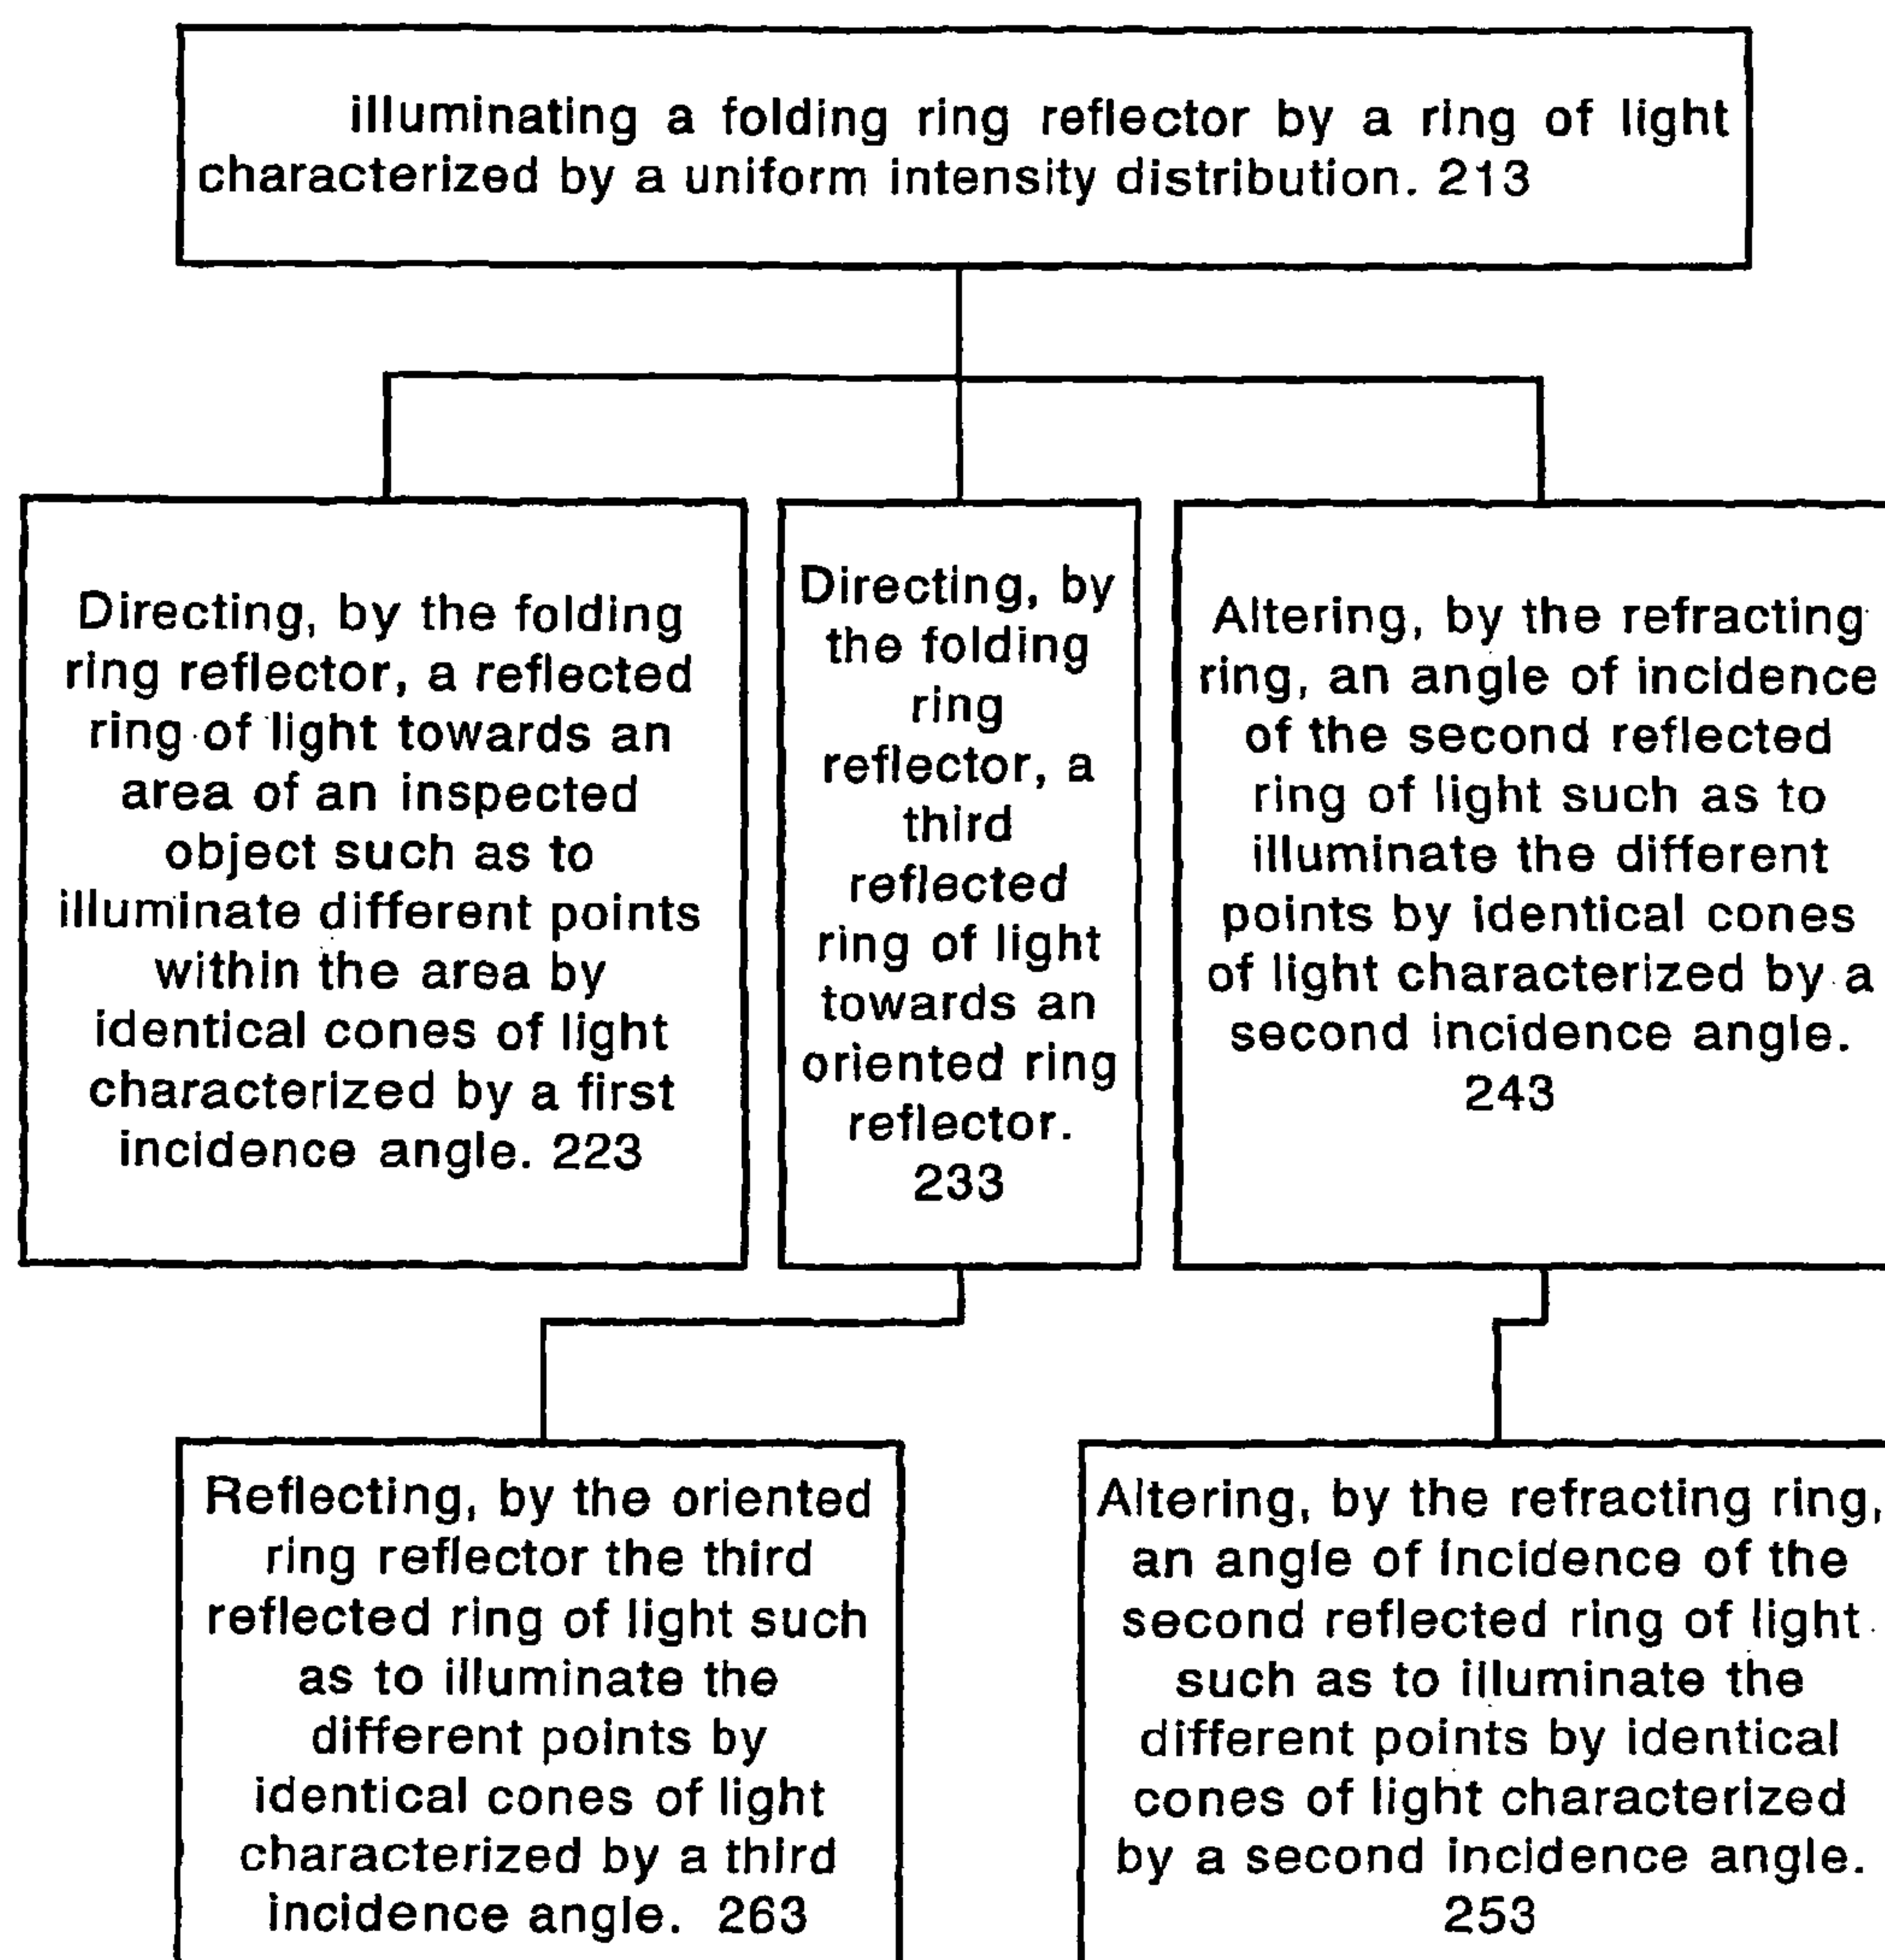 illuminating a folding ring reflector by a ring of light
characterized by a uniform intensity distribution. 213
Directing, by the folding
ring reflector, a reflected
ring of light towards an
area of an inspected
object such as to
illuminate different points
within the area by
identical cones of light
characterized by a first
incidence angle. 223
Directing, by
the folding
ring
reflector, a
third
reflected
ring of light
towards an
oriented ring
reflector.
233
Altering, by the refracting
ring, an angle of incidence
of the second reflected
ring of light such as to
illuminate the different
points by identical cones
of light characterized by a
second incidence angle.
243
Reflecting, by the oriented
ring reflector the third
reflected ring of light such
as to illuminate the
different points by
identical cones of light
characterized by a third
incidence angle. 263
Altering, by the refracting ring,
an angle of incidence of the
second reflected ring of light
such as to illuminate the
different points by identical
cones of light characterized
by a second incidence angle.
253